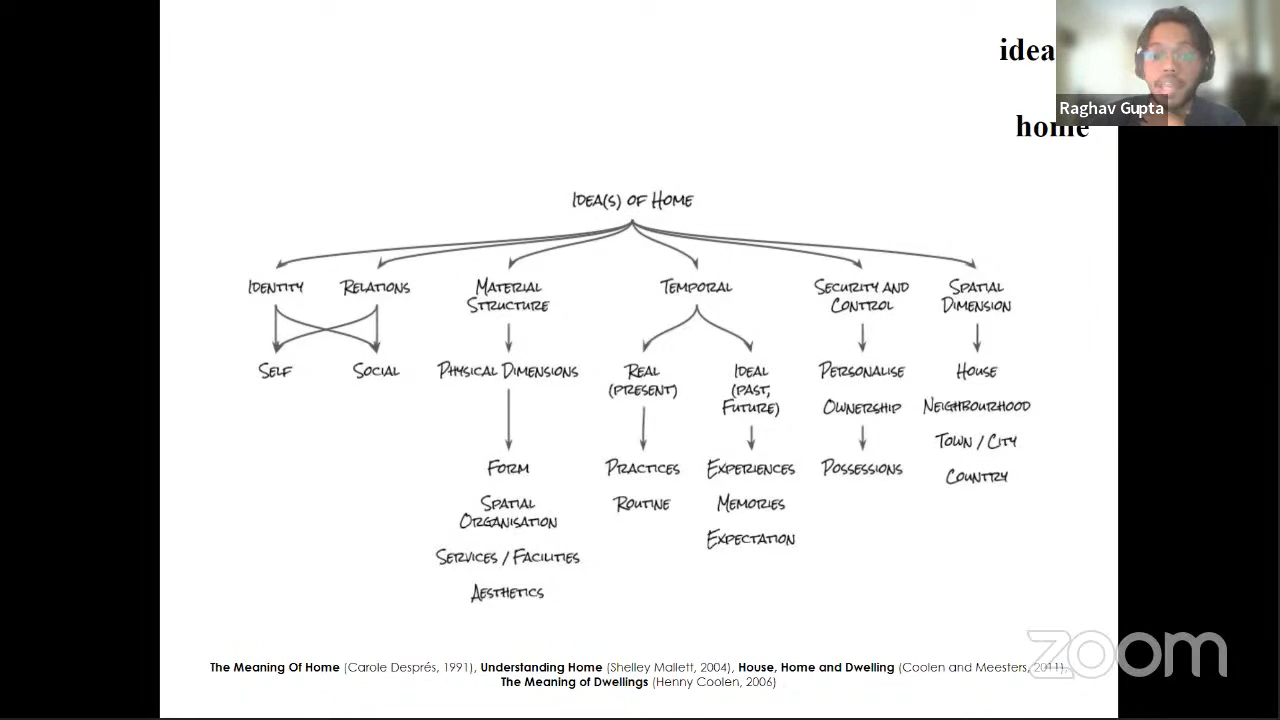 idea
home
Raghav Gupta
IDEA(S) OF HOME
IDENTITY
RELATIONS
MATERIAL
STRUCTURE
TEMPORAL
SECURITY AND
CONTROL
SPATIAL
DIMENSION
SELF
SOCIAL
PHYSICAL DIMENSIONS
REAL
(PRESENT)
IDEAL
(PAST,
FUTURE)
PERSONALISE
OWNERSHIP
HOUSE
NEIGHBOURHOOD
TOWN / CITY
COUNTRY
FORM
SPATIAL
ORGANISATION
SERVICES / FACILITIES
AESTHETICS
PRACTICES
ROUTINE
EXPERIENCES
MEMORIES
EXPECTATION
POSSESSIONS
The Meaning Of Home (Carole Després, 1991), Understanding Home (Shelley Mallett, 2004), House, Home and Dwelling (Coolen and Meesters, 2011),
The Meaning of Dwellings (Henny Coolen, 2006)
zoom